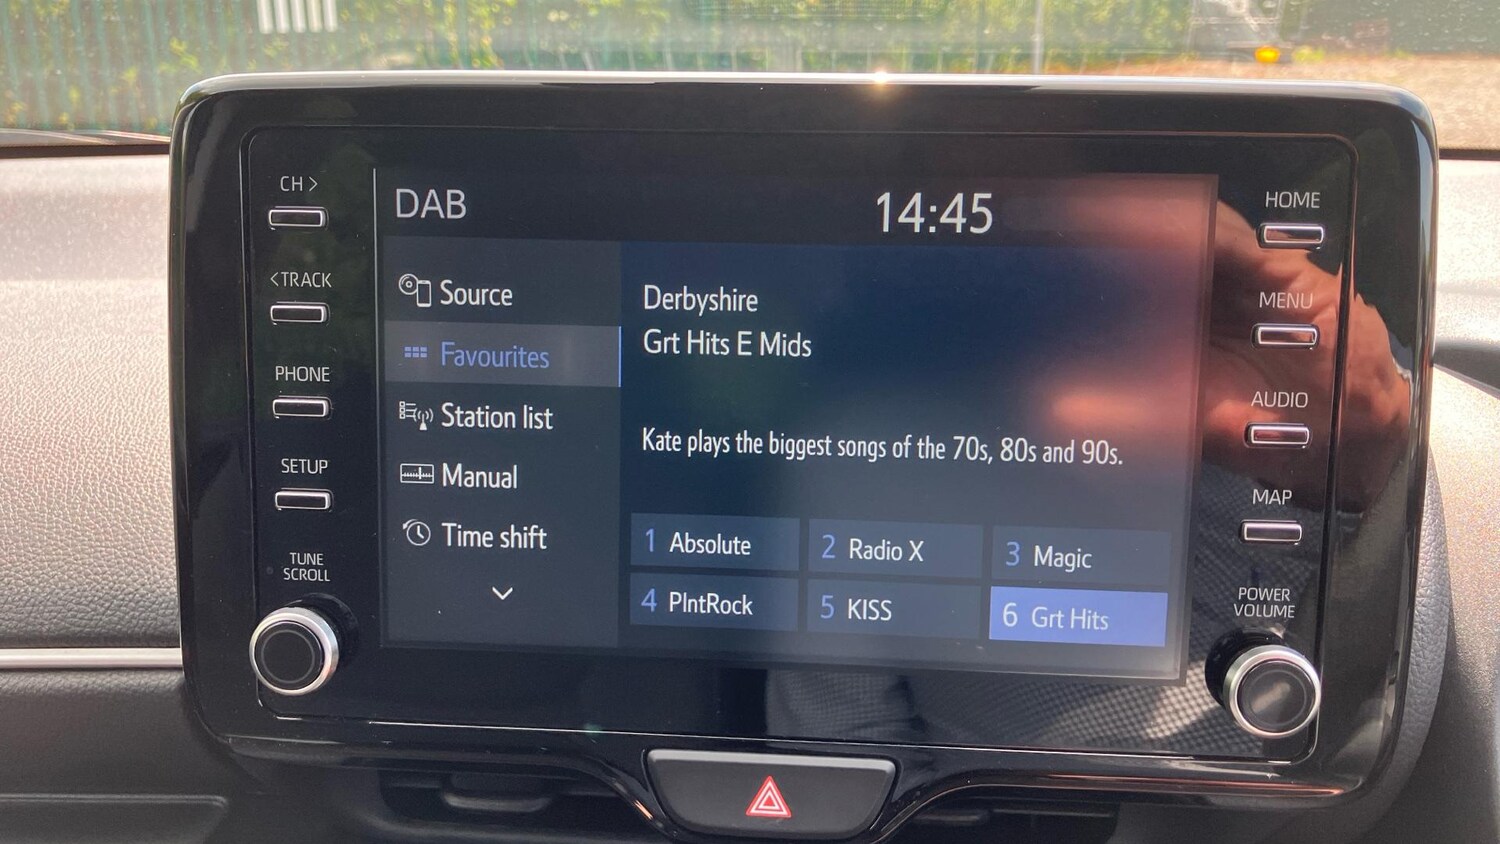 CH >
< TRACK
PHONE
SETUP
TUNE
SCROLL
DAB
14:45
Source
Favourites
Station list
Manual
Time shift
Derbyshire
Grt Hits E Mids
Kate plays the biggest songs of the 70s, 80s and 90s.
1 Absolute
2 Radio X
3 Magic
4 PlntRock
5 KISS
6 Grt Hits
HOME
MENU
AUDIO
MAP
POWER
VOLUME